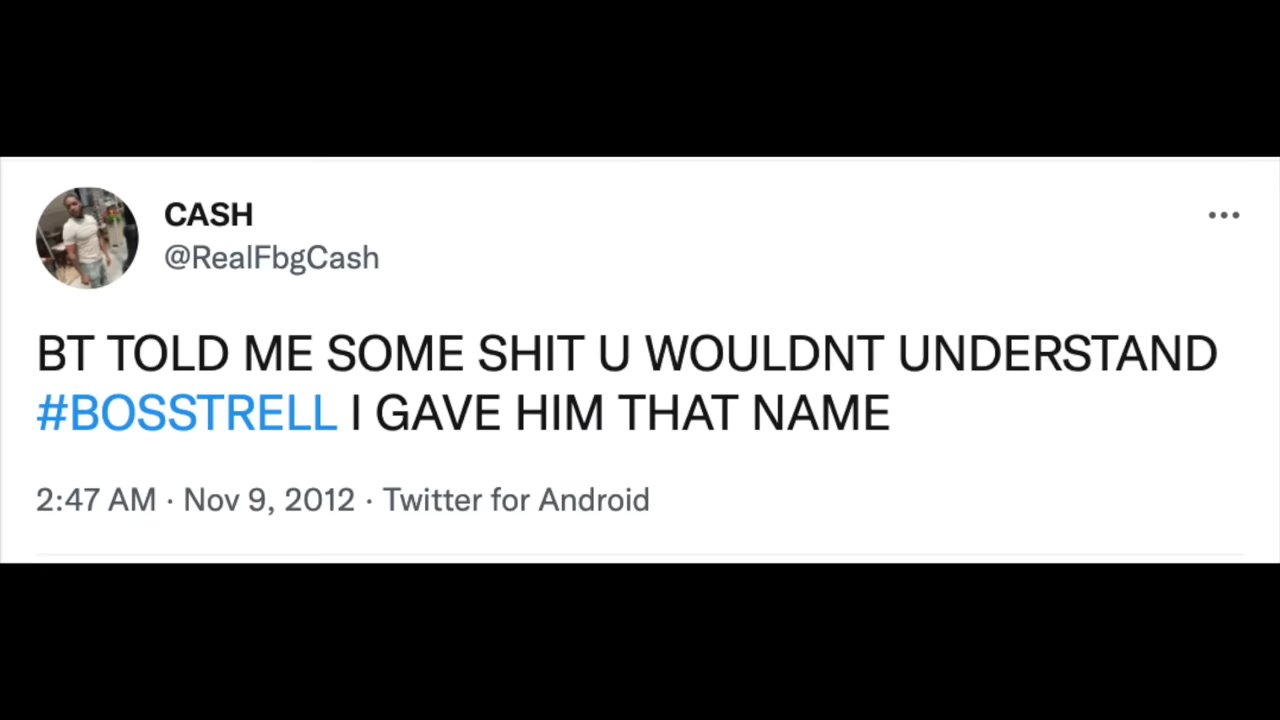 CASH
@RealFbgCash
BT TOLD ME SOME SHIT U WOULDNT UNDERSTAND
#BOSSTRELL I GAVE HIM THAT NAME
2:47 AM · Nov 9, 2012 · Twitter for Android